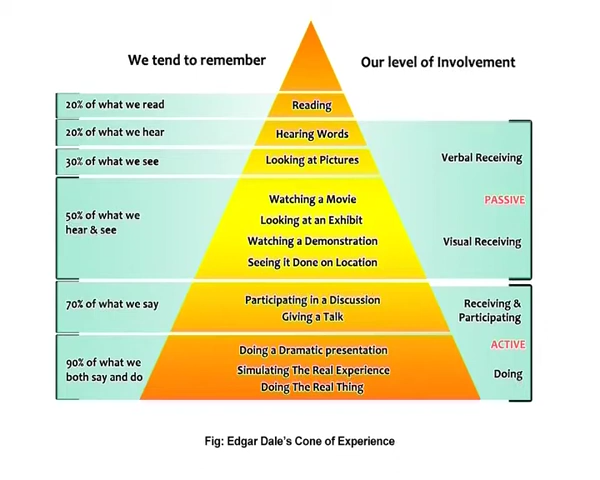 We tend to remember
Our level of Involvement
20% of what we read
Reading
20% of what we hear
Hearing Words
30% of what we see
Looking at Pictures
Verbal Receiving
50% of what we
hear & see
Watching a Movie
Looking at an Exhibit
Watching a Demonstration
Seeing it Done on Location
PASSIVE
Visual Receiving
70% of what we say
Participating in a Discussion
Giving a Talk
Receiving &
Participating
ACTIVE
90% of what we
both say and do
Doing a Dramatic presentation
Simulating The Real Experience
Doing The Real Thing
Doing
Fig: Edgar Dale's Cone of Experience